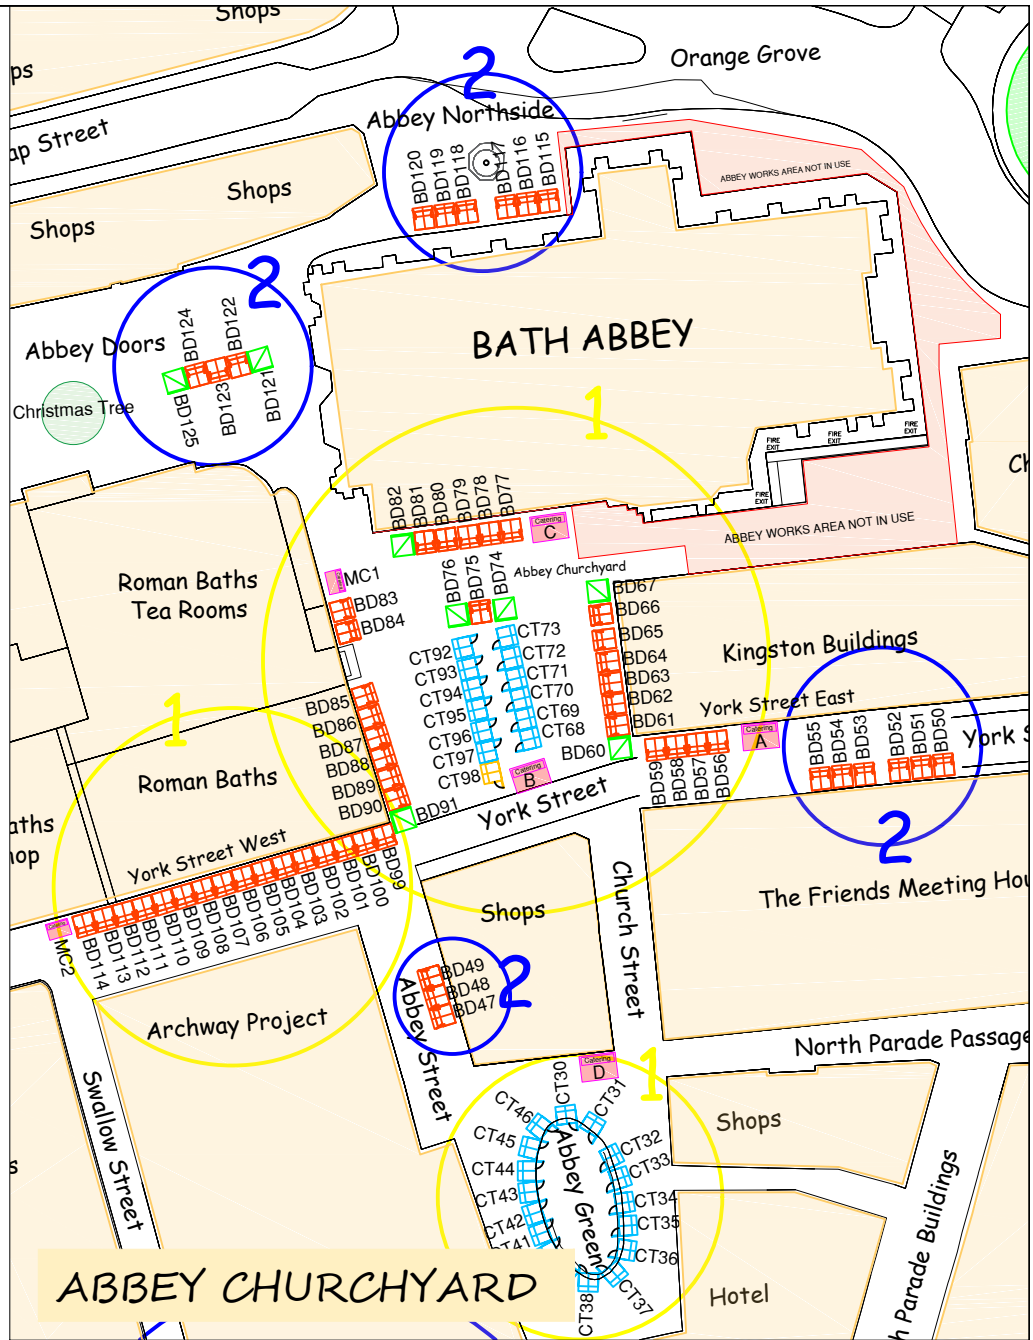 Shops
ps
Orange Grove
2
Abbey Northside
ap Street
BD120
BD119
BD118
BD117
BD116
BD115
ABBEY WORKS AREA NOT IN USE
Shops
Shops
2
BD124
BD122
Abbey Doors
BD125
BD123
BD121
Christmas Tree
BATH ABBEY
1
FIRE EXIT
FIRE EXIT
FIRE EXIT
FIRE EXIT
Ch
BD82
BD81
BD80
BD79
BD78
BD77
Catering
C
ABBEY WORKS AREA NOT IN USE
Abbey Churchyard
BD76
BD75
BD74
MC1
BD83
BD84
Roman Baths
Tea Rooms
BD67
BD66
BD65
BD64
BD63
BD62
BD61
BD60
Kingston Buildings
CT92
CT93
CT94
CT95
CT96
CT97
CT98
CT73
CT72
CT71
CT70
CT69
CT68
York Street East
Catering
A
BD55
BD54
BD53
BD52
BD51
BD50
York S
2
BD59
BD58
BD57
BD56
1
BD85
BD86
BD87
BD88
BD89
BD90
BD91
Roman Baths
Catering
B
York Street
aths
hop
York Street West
BD99
BD100
BD101
BD102
BD103
BD104
BD105
BD106
BD107
BD108
BD109
BD110
BD111
BD112
BD113
BD114
Catering
MC2
Shops
Church Street
The Friends Meeting Hou
BD49
BD48
BD47
2
Abbey Street
Archway Project
Swallow Street
North Parade Passage
Catering
D
1
CT30
CT31
CT32
CT33
CT34
CT35
CT36
CT37
CT38
CT46
CT45
CT44
CT43
CT42
CT41
Abbey Green
Shops
s
Hotel
h Parade Buildings
ABBEY CHURCHYARD